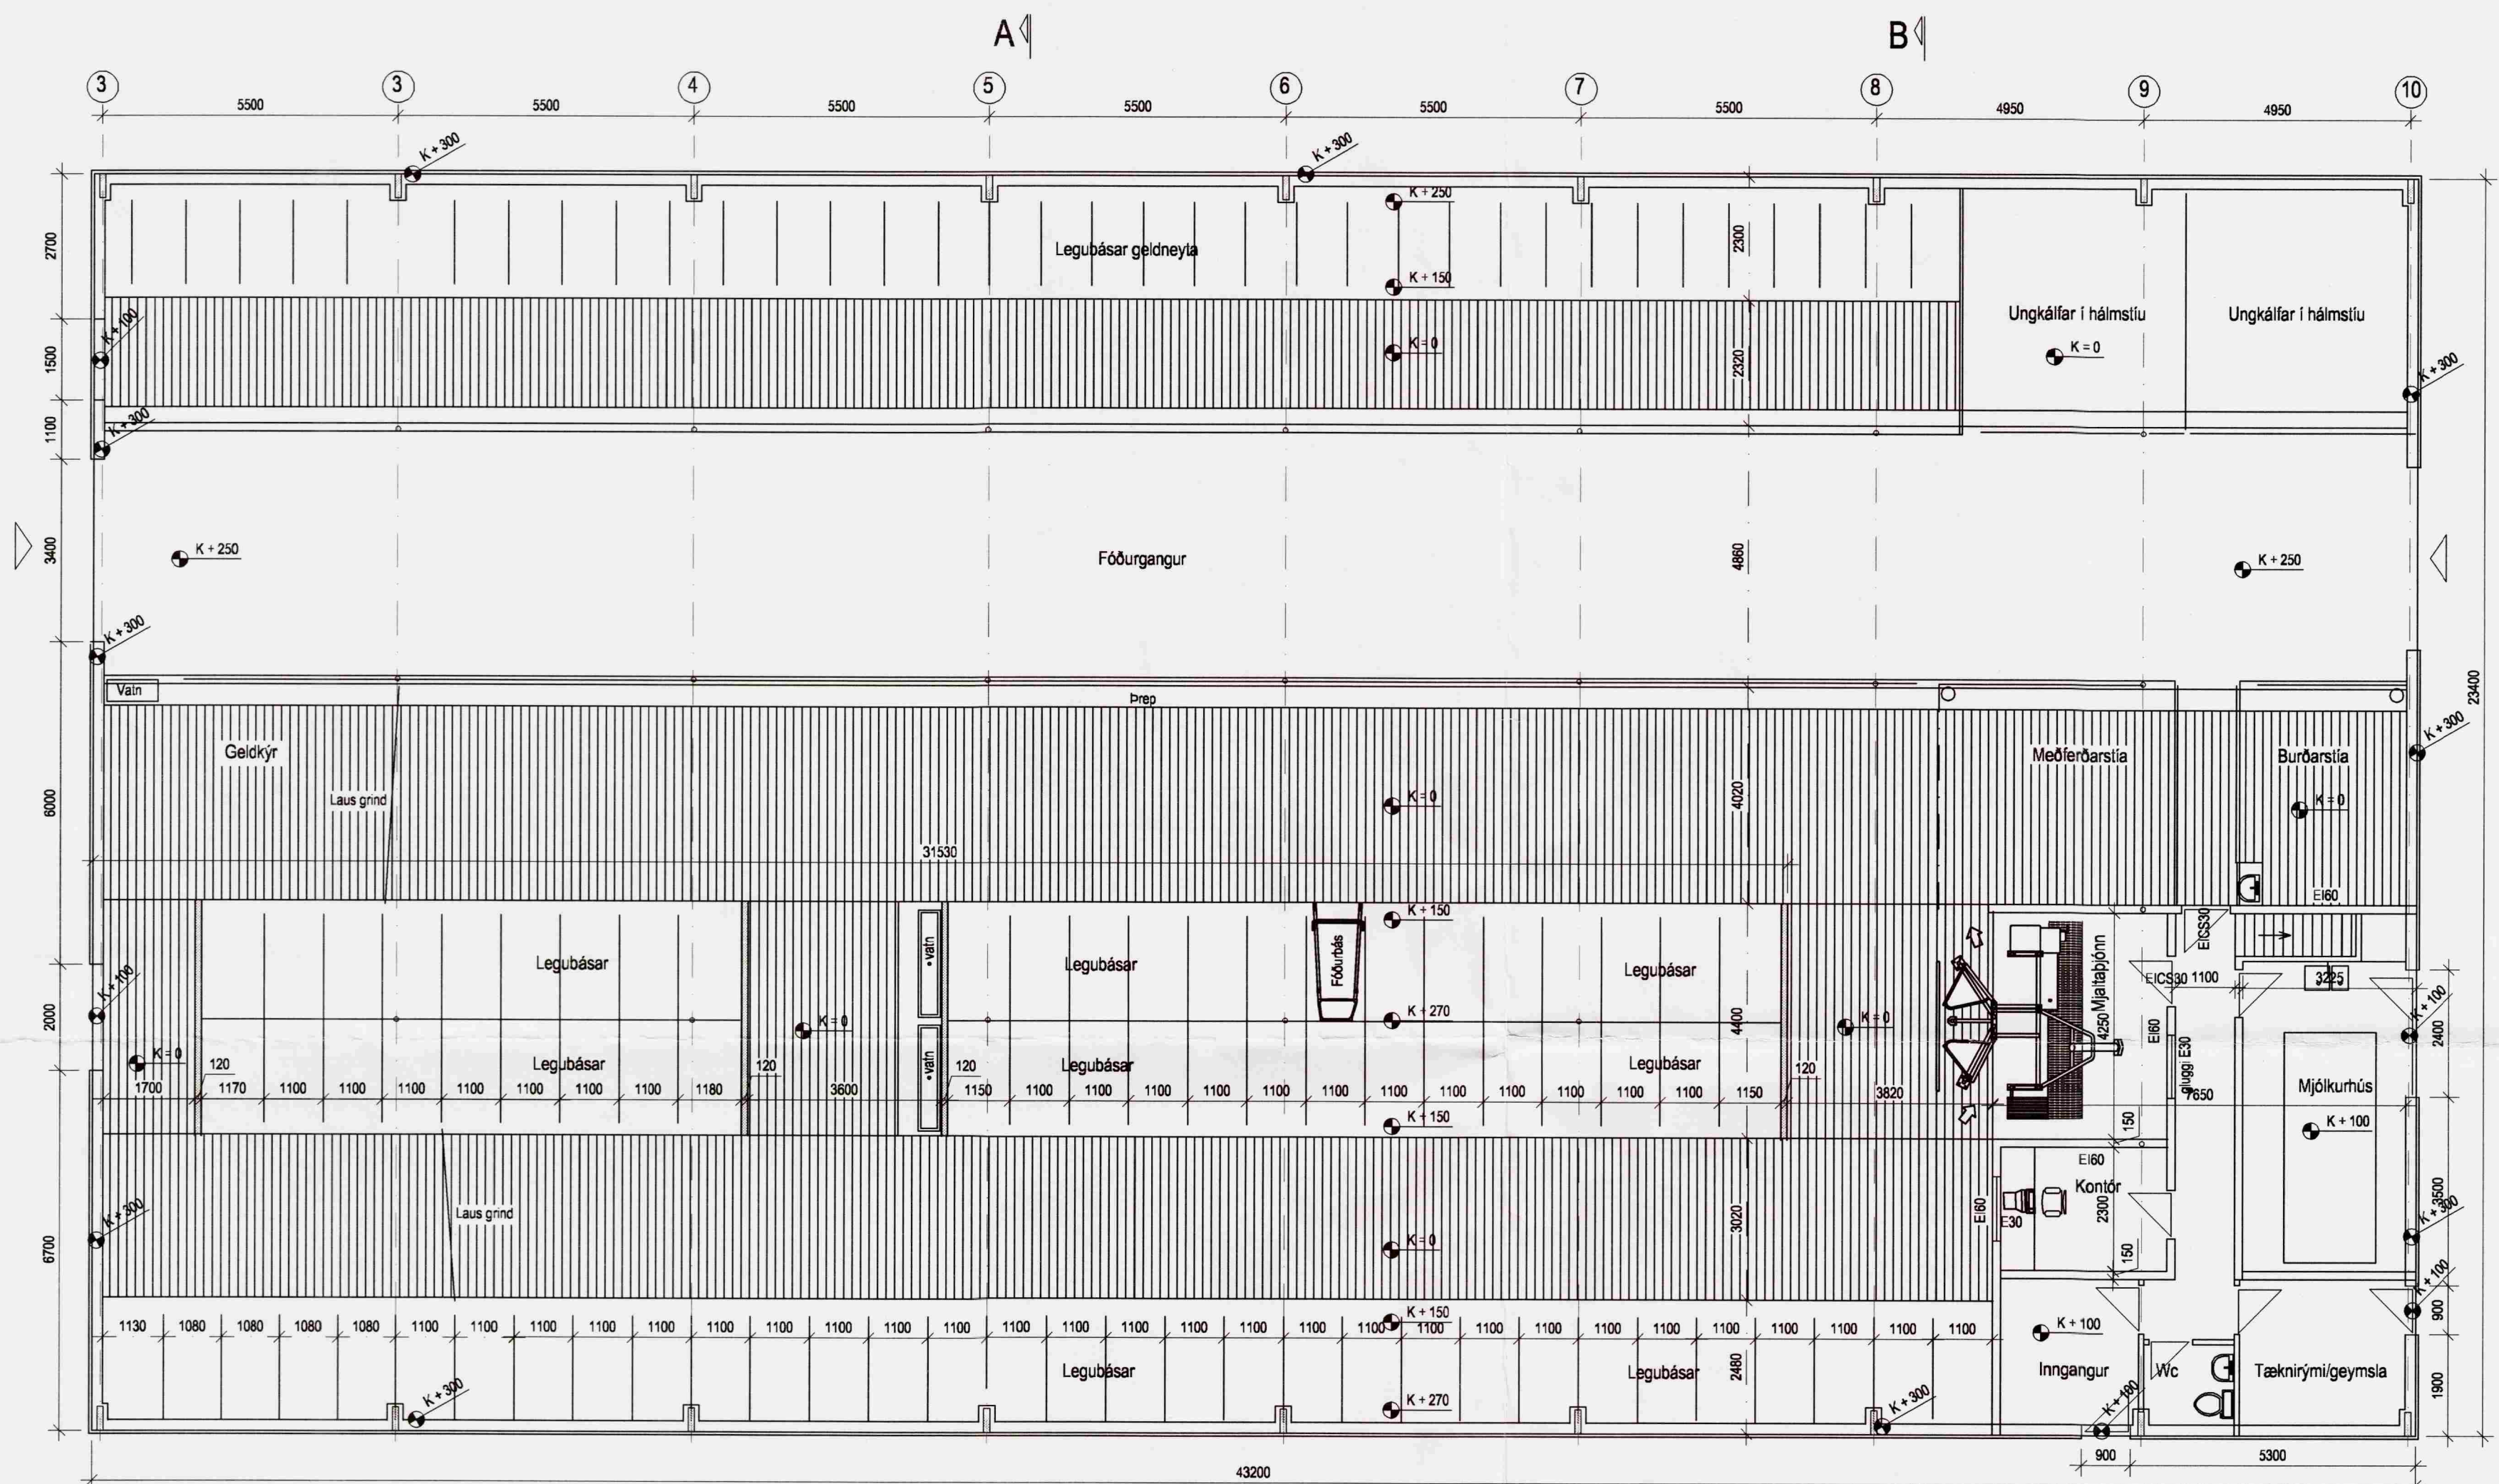 A B
3 3 4 5 6 7 8 9 10
5500 5500 5500 5500 5500 5500 4950 4950
K + 300 K + 300
K + 250
2700 Legubásar geldneyta 2300
K + 150
K + 100 Ungkálfar í hálmstíu Ungkálfar í hálmstíu
1500 K = 0 2320 K = 0
K + 300
1100 K + 300
3400 K + 250 Fóðurgangur 4860 K + 250
K + 300
Vatn
Þrep
23400
K + 300
Geldkýr Meðferðarstía Burðarstía
6000 Laus grind K = 0 4020 K = 0
31530
EI60
K + 150
•vatn Fóðurbás EICS30
Legubásar Legubásar Legubásar Mjaltaþjónn
EICS30 1100 3225
K + 100 K + 100
2000 K = 0 K + 270 4400 K = 0 4250 EI60 2400
K = 0 120 Legubásar 120 •vatn 120 Legubásar Legubásar 120 gluggi E30 Mjólkurhús
1700 1170 1100 1100 1100 1100 1100 1100 1100 1180 3600 1150 1100 1100 1100 1100 1100 1100 1100 1100 1100 1100 1100 1100 1150 3820 7650
K + 150 150 K + 100
EI60
Kontór
Laus grind 3020 EI60 E30 2300 3500
K + 300 K + 300
6700 K = 0 150
K + 100
K + 150 900
1130 1080 1080 1080 1080 1100 1100 1100 1100 1100 1100 1100 1100 1100 1100 1100 1100 1100 1100 1100 1100 1100 1100 1100 1100 1100 1100 1100 1100 1100 1100 1100
K + 100
Legubásar Legubásar 2480 Inngangur Wc Tæknirými/geymsla
K + 300 K + 270 K + 300 K + 100 1900
900 5300
43200